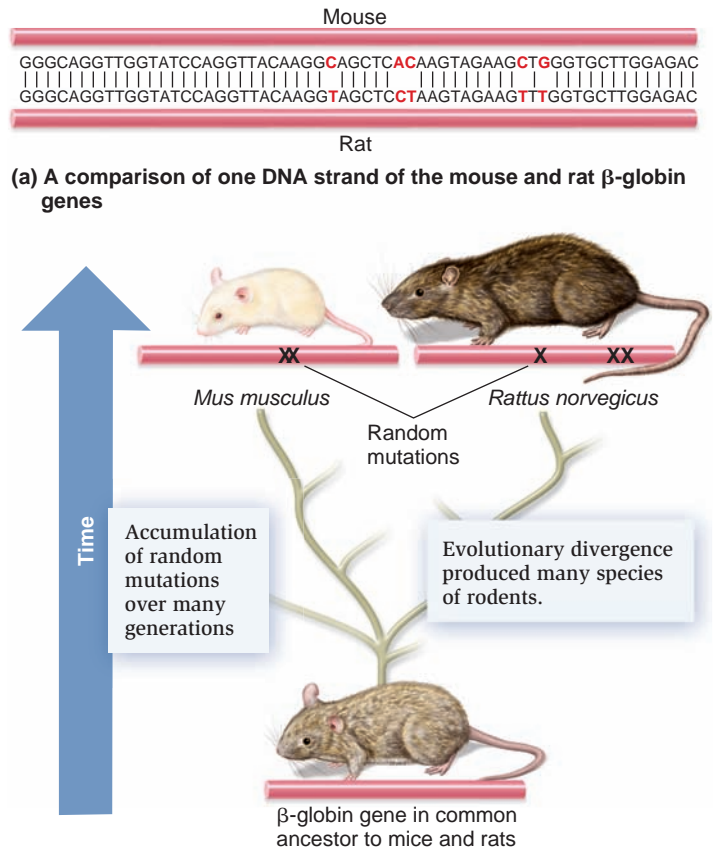 Mouse
GGGCAGGTTGGTATCCAGGTTACAAGGCAGCTCACAAGTAGAAGCTGGGTGCTTGGAGAC
GGGCAGGTTGGTATCCAGGTTACAAGGTAGCTCCTAAGTAGAAGTTTGGTGCTTGGAGAC
Rat
(a) A comparison of one DNA strand of the mouse and rat β-globin
genes
X X
X
X X
Mus musculus
Rattus norvegicus
Random
mutations
Time
Accumulation
of random
mutations
over many
generations
Evolutionary divergence
produced many species
of rodents.
β-globin gene in common
ancestor to mice and rats